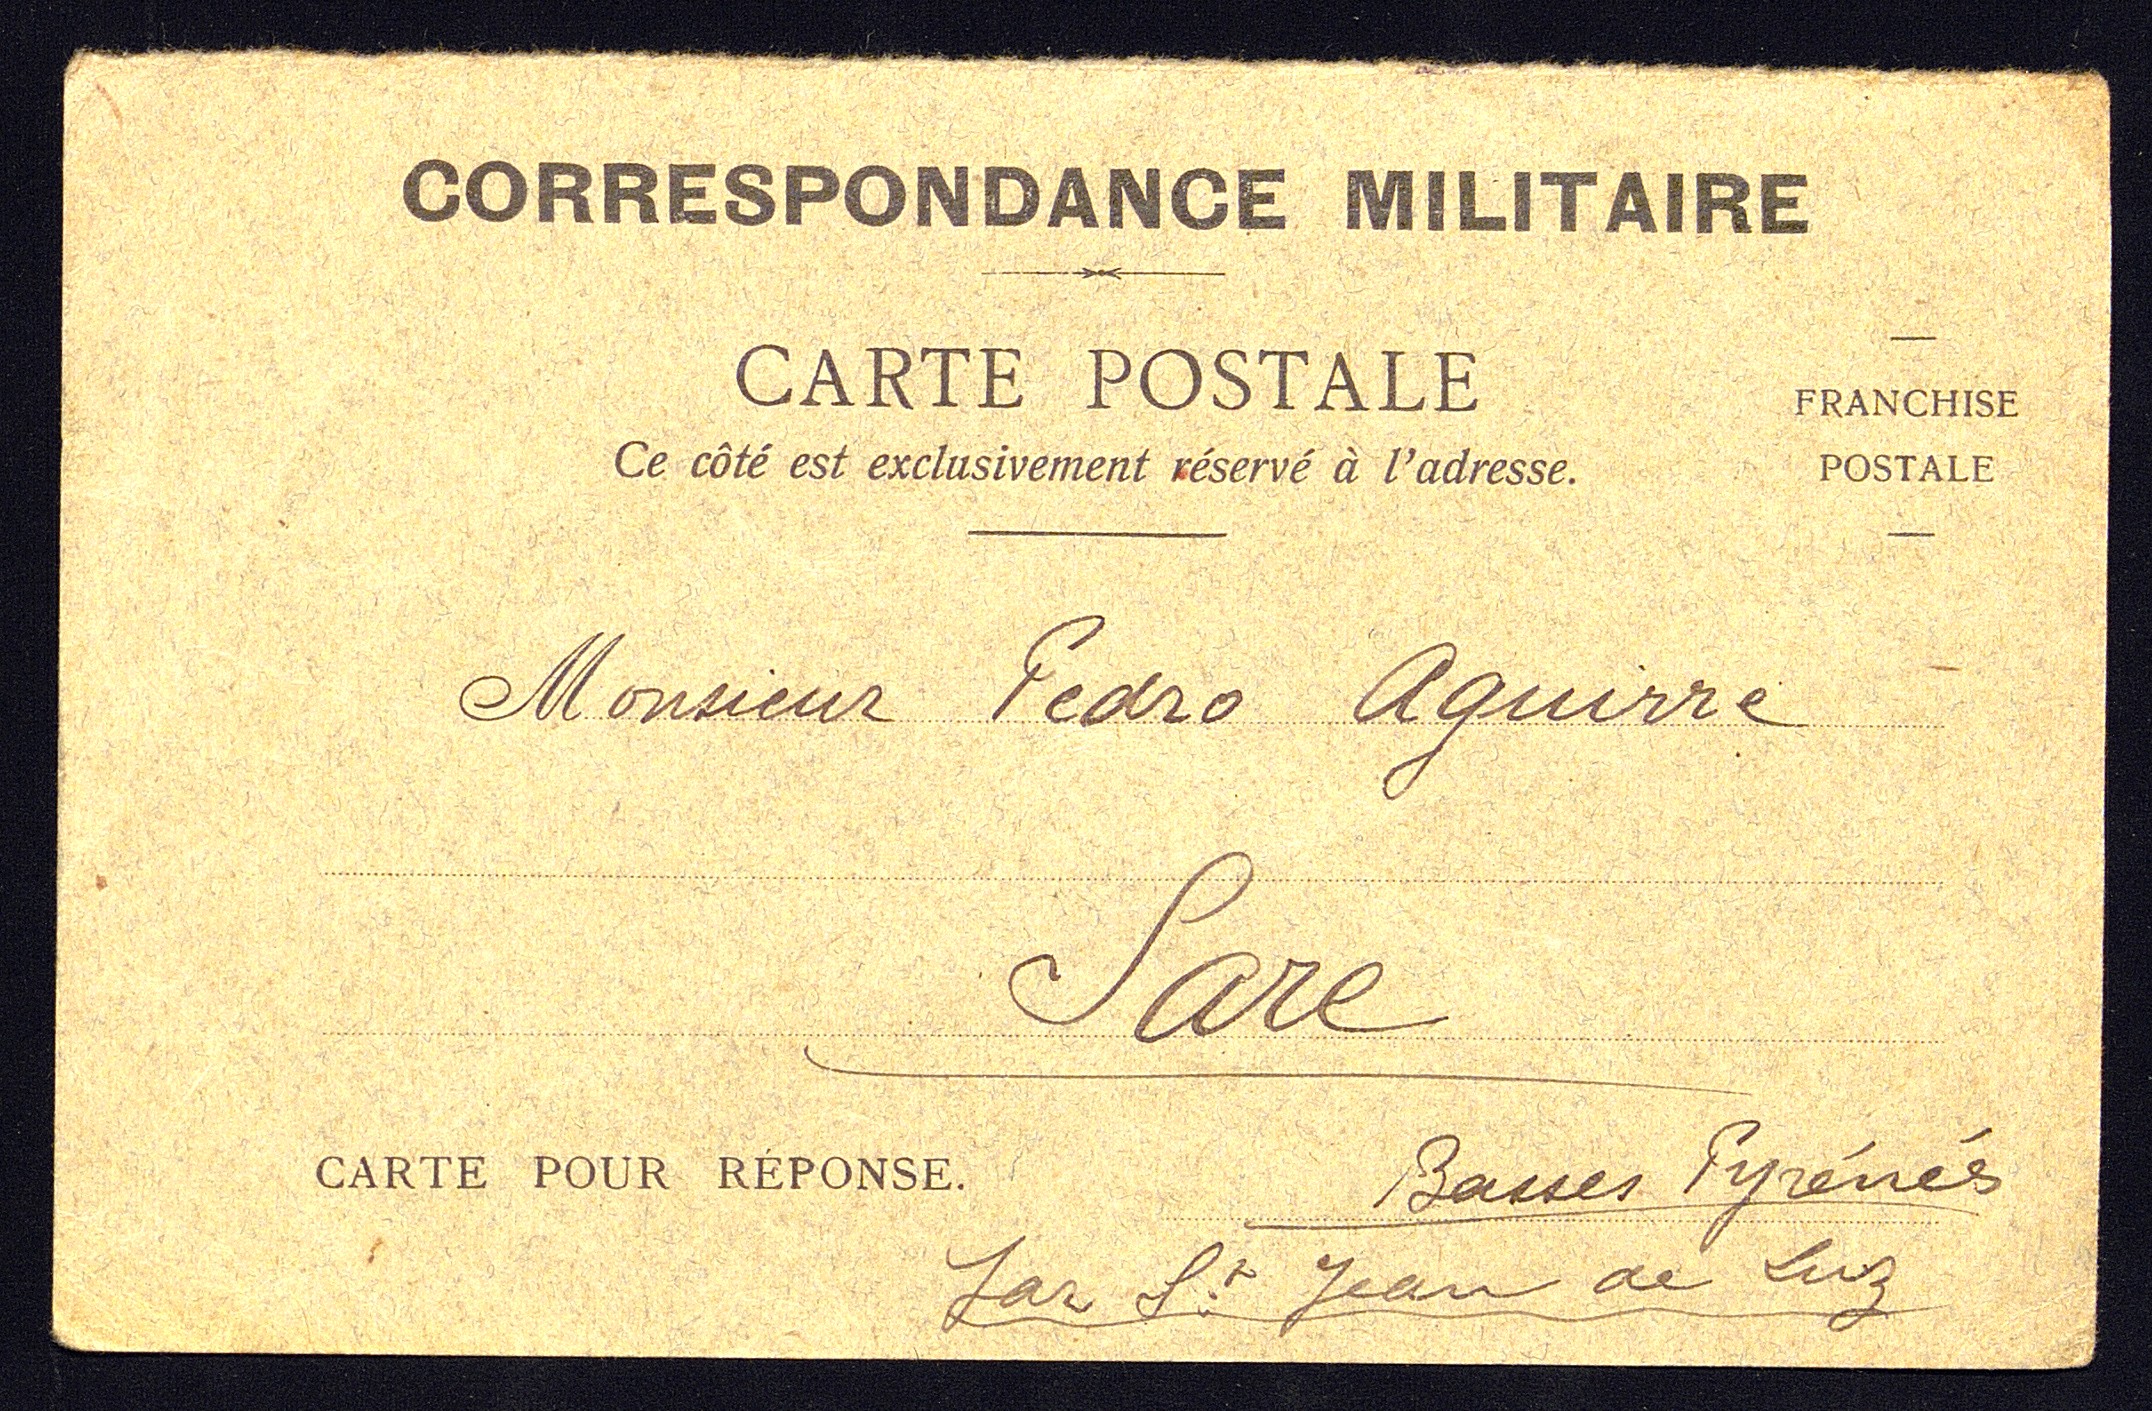 CORRESPONDANCE MILITAIRE
CARTE POSTALE
FRANCHISE
POSTALE
Ce côté est exclusivement réservé à l'adresse.
Monsieur Pedro Aguirre
Sare
CARTE POUR RÉPONSE.
Basses Pyrénés
Par St Jean de Luz